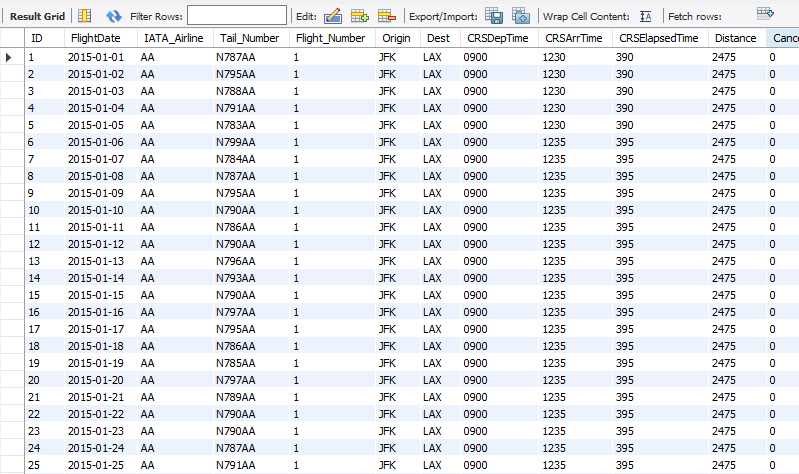 Result Grid Filter Rows: Edit: Export/Import: Wrap Cell Content: Fetch rows:
ID FlightDate IATA_Airline Tail_Number Flight_Number Origin Dest CRSDepTime CRSArrTime CRSElapsedTime Distance Cance
1 2015-01-01 AA N787AA 1 JFK LAX 0900 1230 390 2475 0
2 2015-01-02 AA N795AA 1 JFK LAX 0900 1230 390 2475 0
3 2015-01-03 AA N788AA 1 JFK LAX 0900 1230 390 2475 0
4 2015-01-04 AA N791AA 1 JFK LAX 0900 1230 390 2475 0
5 2015-01-05 AA N783AA 1 JFK LAX 0900 1230 390 2475 0
6 2015-01-06 AA N799AA 1 JFK LAX 0900 1235 395 2475 0
7 2015-01-07 AA N784AA 1 JFK LAX 0900 1235 395 2475 0
8 2015-01-08 AA N787AA 1 JFK LAX 0900 1235 395 2475 0
9 2015-01-09 AA N795AA 1 JFK LAX 0900 1235 395 2475 0
10 2015-01-10 AA N790AA 1 JFK LAX 0900 1235 395 2475 0
11 2015-01-11 AA N786AA 1 JFK LAX 0900 1235 395 2475 0
12 2015-01-12 AA N790AA 1 JFK LAX 0900 1235 395 2475 0
13 2015-01-13 AA N796AA 1 JFK LAX 0900 1235 395 2475 0
14 2015-01-14 AA N793AA 1 JFK LAX 0900 1235 395 2475 0
15 2015-01-15 AA N790AA 1 JFK LAX 0900 1235 395 2475 0
16 2015-01-16 AA N797AA 1 JFK LAX 0900 1235 395 2475 0
17 2015-01-17 AA N795AA 1 JFK LAX 0900 1235 395 2475 0
18 2015-01-18 AA N786AA 1 JFK LAX 0900 1235 395 2475 0
19 2015-01-19 AA N785AA 1 JFK LAX 0900 1235 395 2475 0
20 2015-01-20 AA N797AA 1 JFK LAX 0900 1235 395 2475 0
21 2015-01-21 AA N789AA 1 JFK LAX 0900 1235 395 2475 0
22 2015-01-22 AA N790AA 1 JFK LAX 0900 1235 395 2475 0
23 2015-01-23 AA N790AA 1 JFK LAX 0900 1235 395 2475 0
24 2015-01-24 AA N787AA 1 JFK LAX 0900 1235 395 2475 0
25 2015-01-25 AA N791AA 1 JFK LAX 0900 1235 395 2475 0